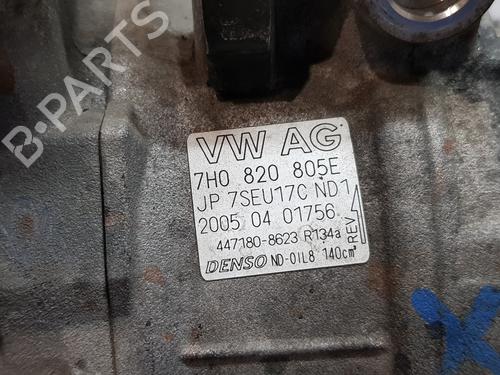 VW AG
7H0 820 805E
JP 7SEU17C ND1
2005 04 01756
447180-8623 R134a
DENSO ND-OIL8 140cm³
REV
B-PARTS